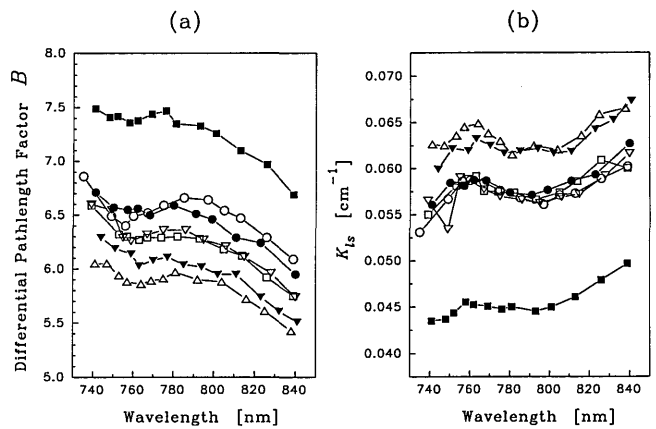 (a)
(b)
Differential Pathlength Factor B
8.0
7.5
7.0
6.5
6.0
5.5
5.0
740 760 780 800 820 840
Wavelength [nm]
K_ls [cm⁻¹]
0.070
0.065
0.060
0.055
0.050
0.045
0.040
740 760 780 800 820 840
Wavelength [nm]